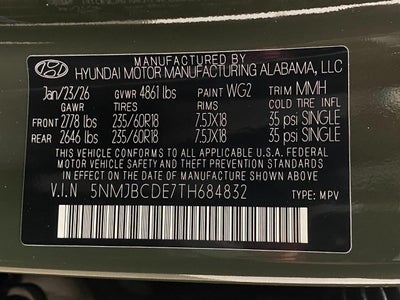 MANUFACTURED BY
HYUNDAI MOTOR MANUFACTURING ALABAMA, LLC
Jan/23/26 GVWR 4861 lbs PAINT WG2 TRIM MMH
GAWR TIRES RIMS COLD TIRE INFL
FRONT 2778 lbs 235/60R18 7.5JX18 35 psi SINGLE
REAR 2646 lbs 235/60R18 7.5JX18 35 psi SINGLE
THIS VEHICLE CONFORMS TO ALL APPLICABLE U.S.A. FEDERAL
MOTOR VEHICLE SAFETY AND THEFT PREVENTION STANDARDS
IN EFFECT ON THE DATE OF MANUFACTURE SHOWN ABOVE.
V.I.N 5NMJBCDE7TH684832 TYPE: MPV